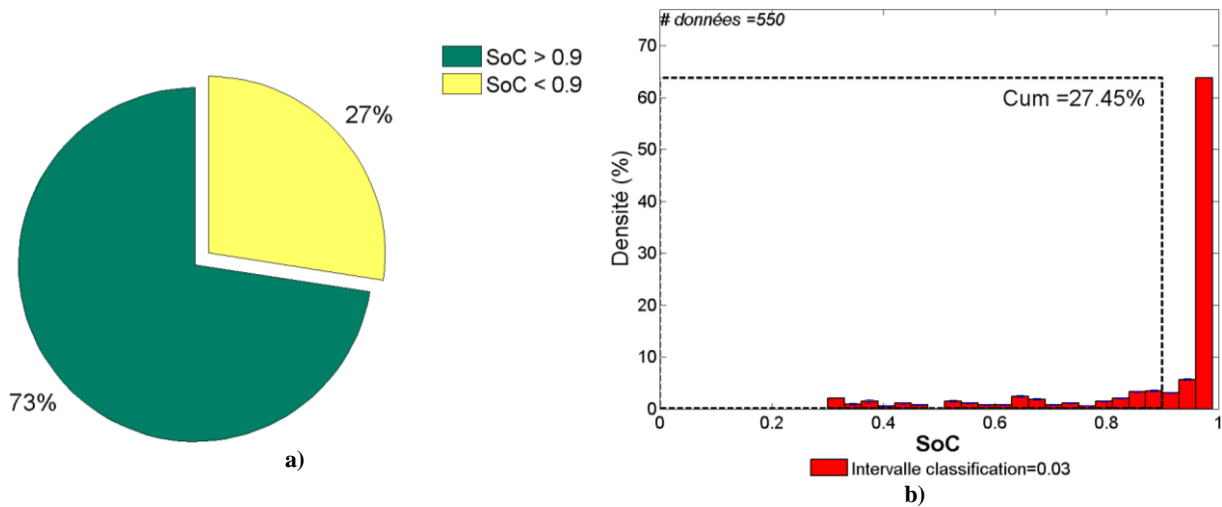 SoC > 0.9
SoC < 0.9
27%
73%
a)
# données =550
Cum =27.45%
Densité (%)
70
60
50
40
30
20
10
0
0
0.2
0.4
0.6
0.8
1
SoC
Intervalle classification=0.03
b)